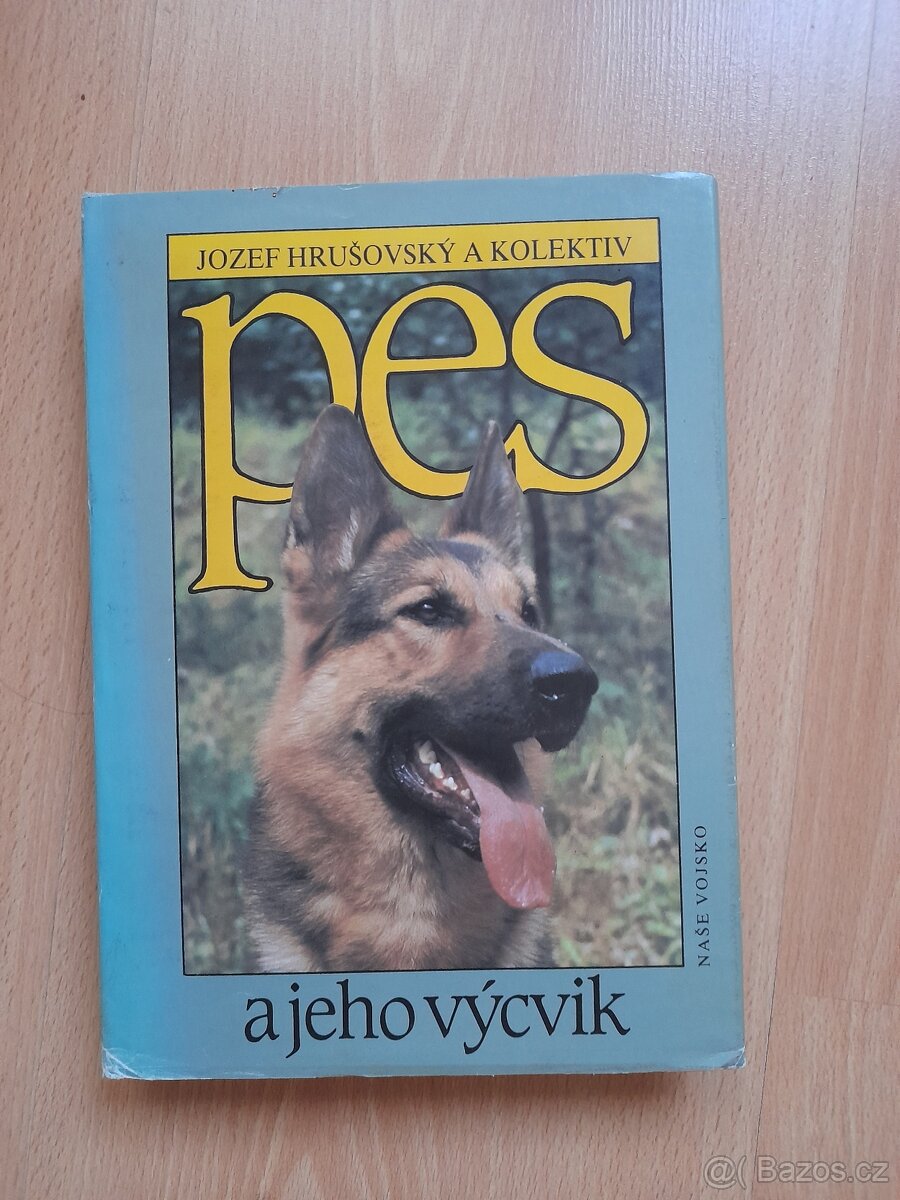 JOZEF HRUŠOVSKÝ A KOLEKTIV
pes
a jeho výcvik
NAŠE VOJSKO
@( Bazos.cz